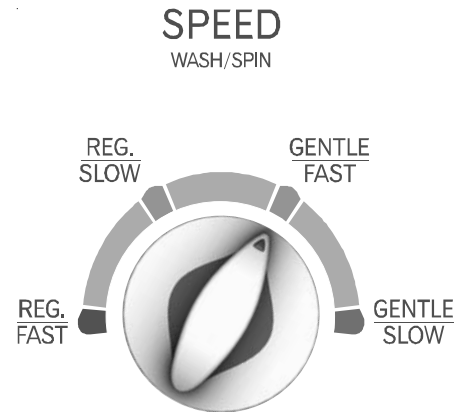 SPEED
WASH/SPIN
REG.
SLOW
GENTLE
FAST
REG.
FAST
GENTLE
SLOW